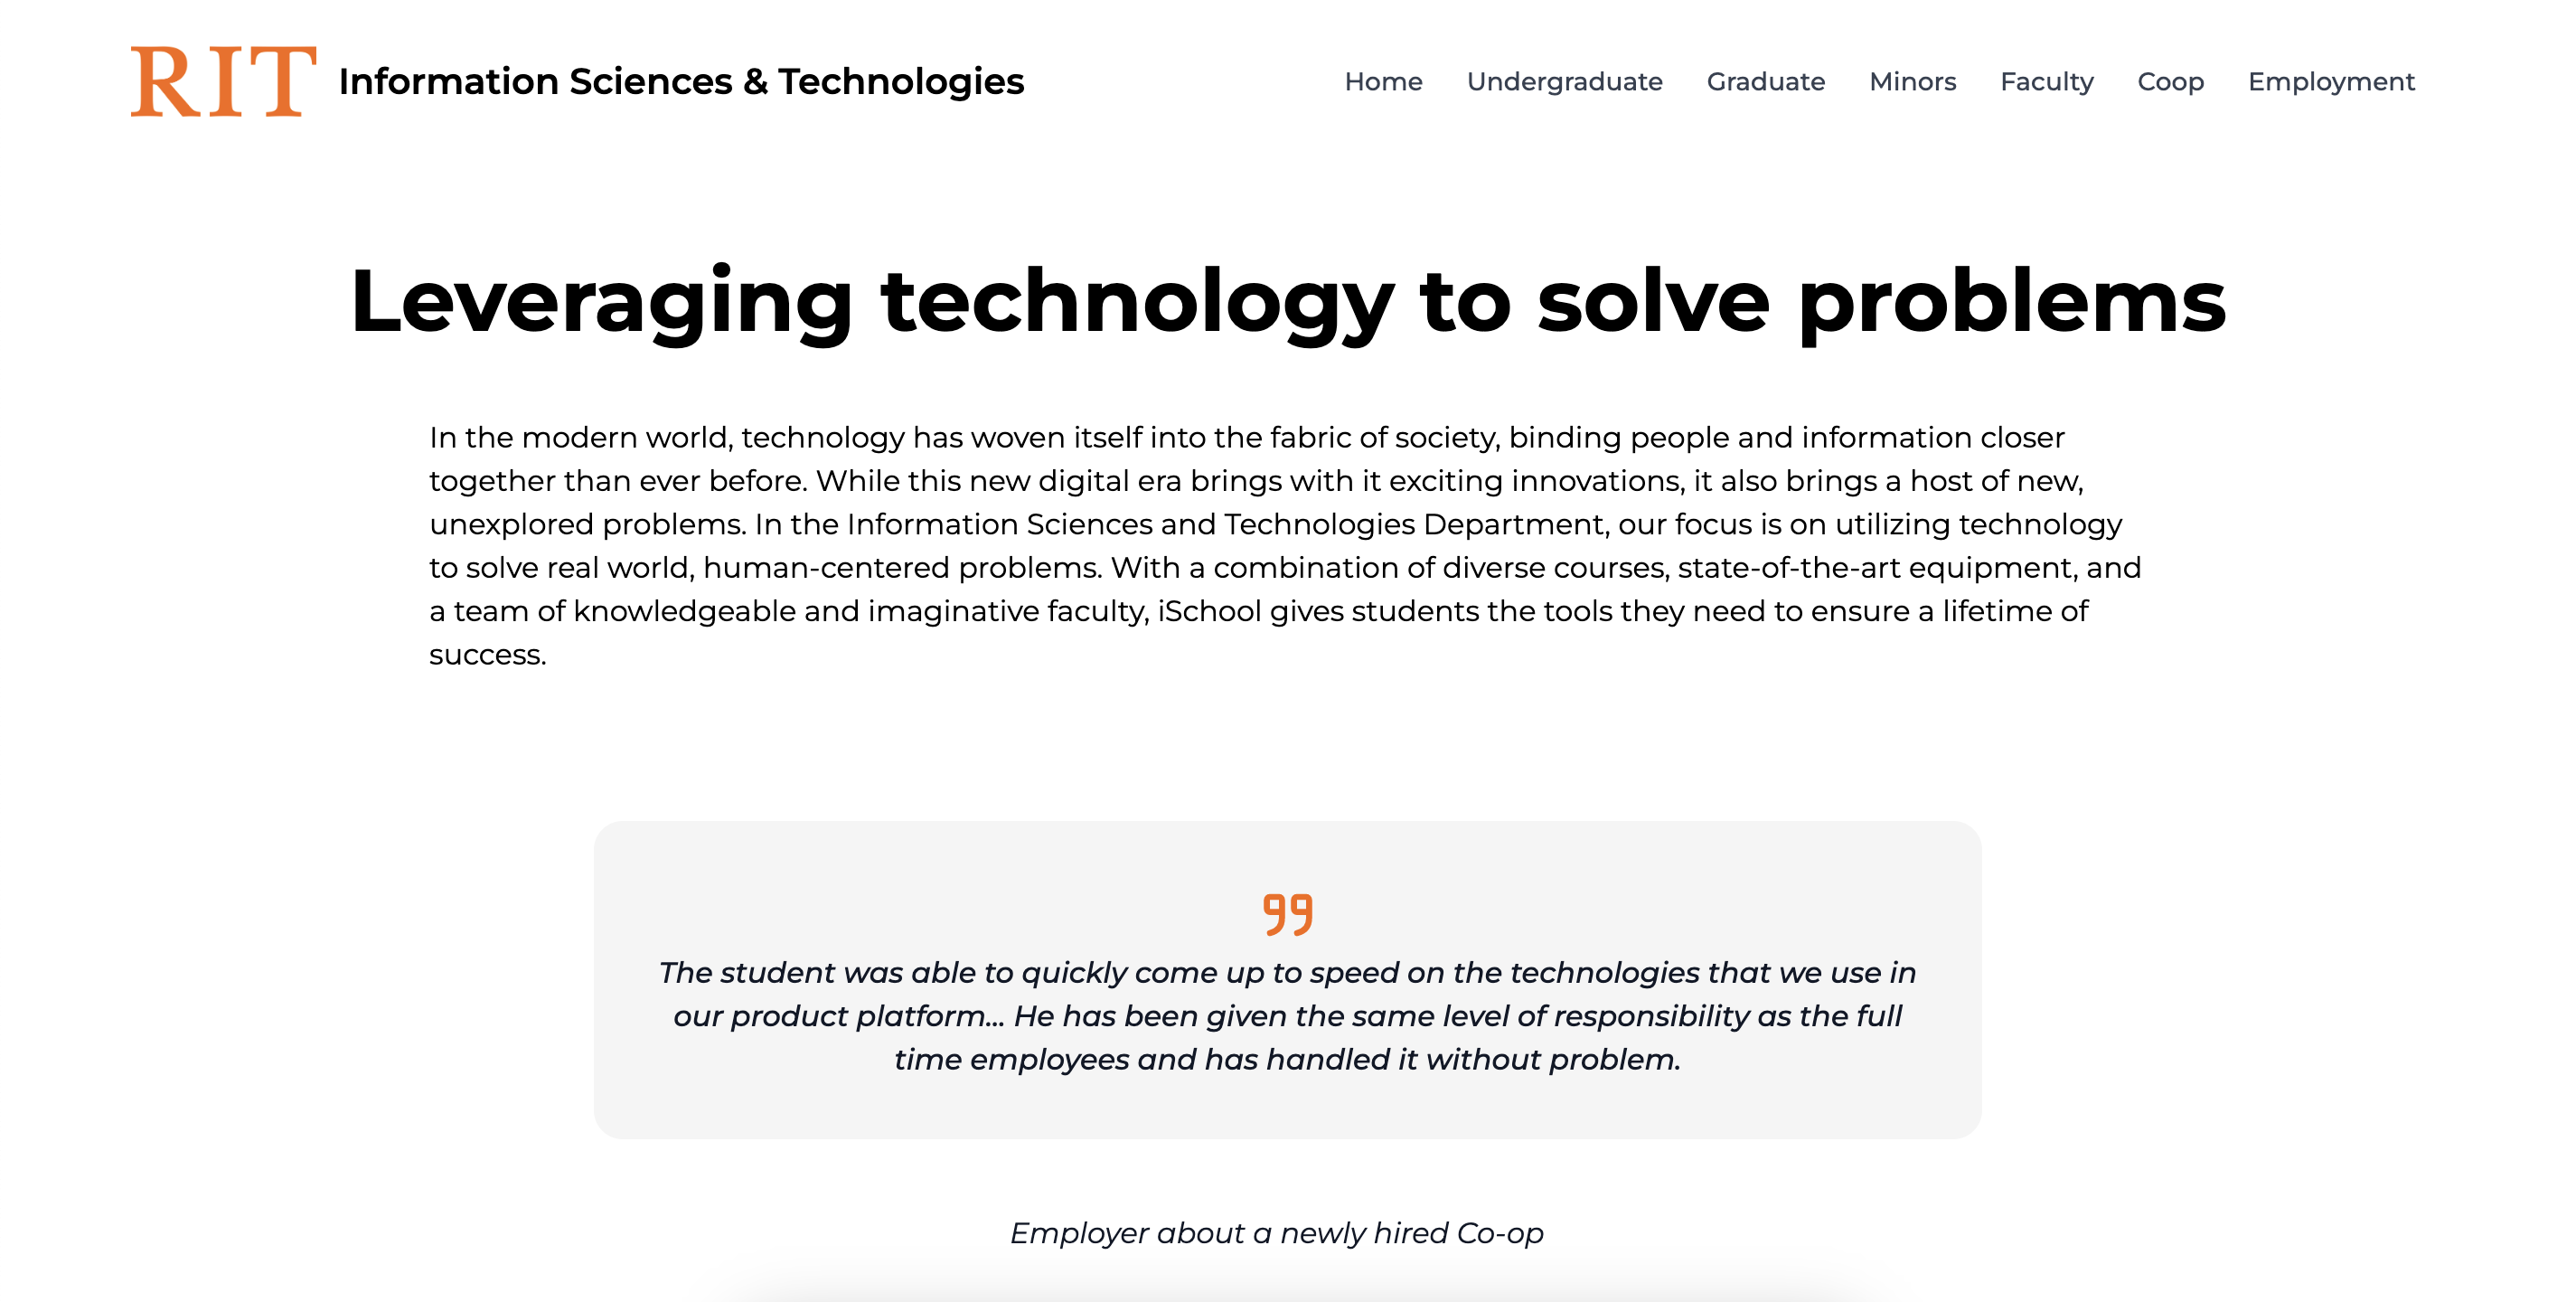 RIT Information Sciences & Technologies
Home Undergraduate Graduate Minors Faculty Coop Employment
Leveraging technology to solve problems
In the modern world, technology has woven itself into the fabric of society, binding people and information closer
together than ever before. While this new digital era brings with it exciting innovations, it also brings a host of new,
unexplored problems. In the Information Sciences and Technologies Department, our focus is on utilizing technology
to solve real world, human-centered problems. With a combination of diverse courses, state-of-the-art equipment, and
a team of knowledgeable and imaginative faculty, iSchool gives students the tools they need to ensure a lifetime of
success.
The student was able to quickly come up to speed on the technologies that we use in
our product platform... He has been given the same level of responsibility as the full
time employees and has handled it without problem.
Employer about a newly hired Co-op